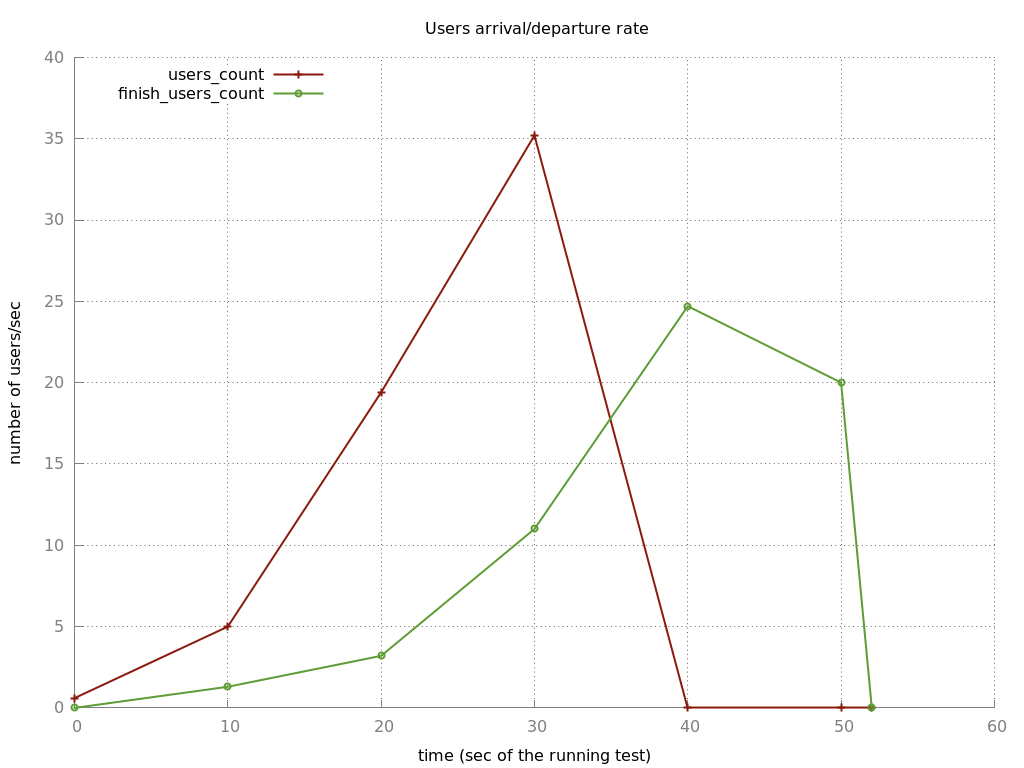 Users arrival/departure rate
users_count
finish_users_count
40
35
30
25
20
15
10
5
0
number of users/sec
0 10 20 30 40 50 60
time (sec of the running test)